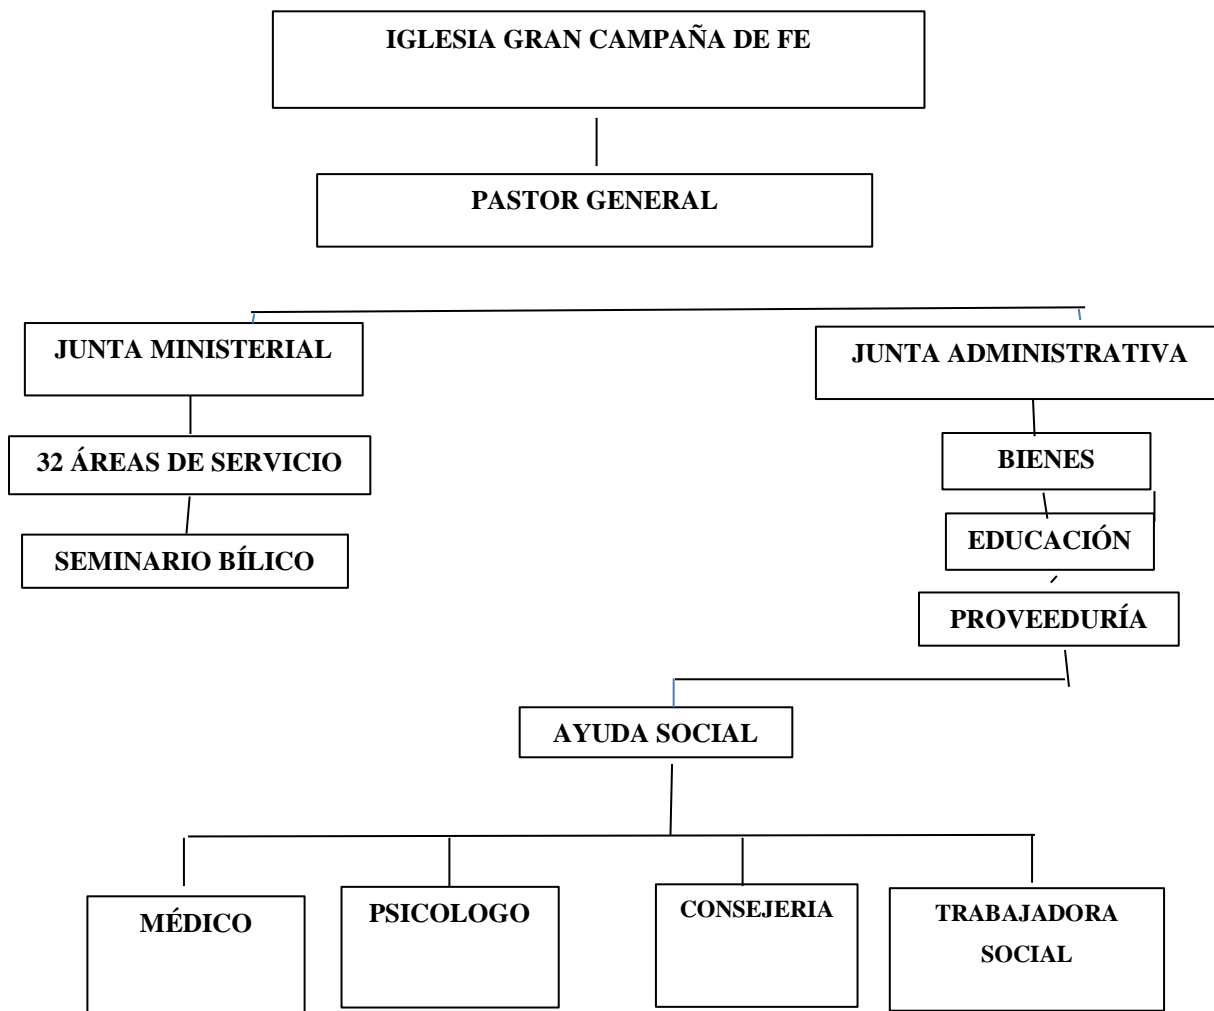 IGLESIA GRAN CAMPAÑA DE FE
PASTOR GENERAL
JUNTA MINISTERIAL
JUNTA ADMINISTRATIVA
32 ÁREAS DE SERVICIO
BIENES
SEMINARIO BÍLICO
EDUCACIÓN
PROVEEDURÍA
AYUDA SOCIAL
MÉDICO
PSICOLOGO
CONSEJERIA
TRABAJADORA
SOCIAL